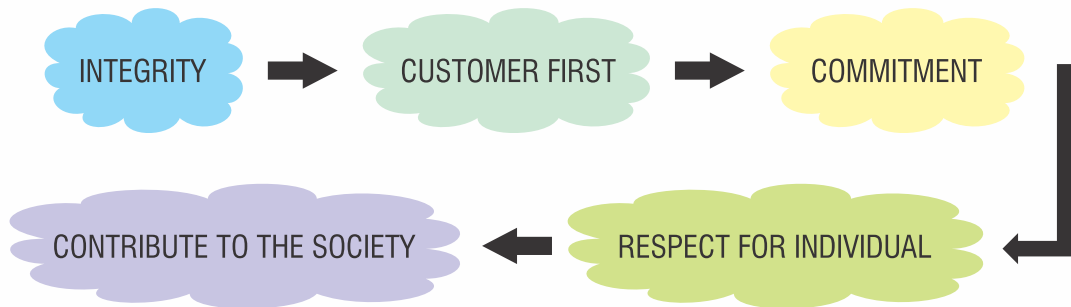 INTEGRITY
CUSTOMER FIRST
COMMITMENT
RESPECT FOR INDIVIDUAL
CONTRIBUTE TO THE SOCIETY